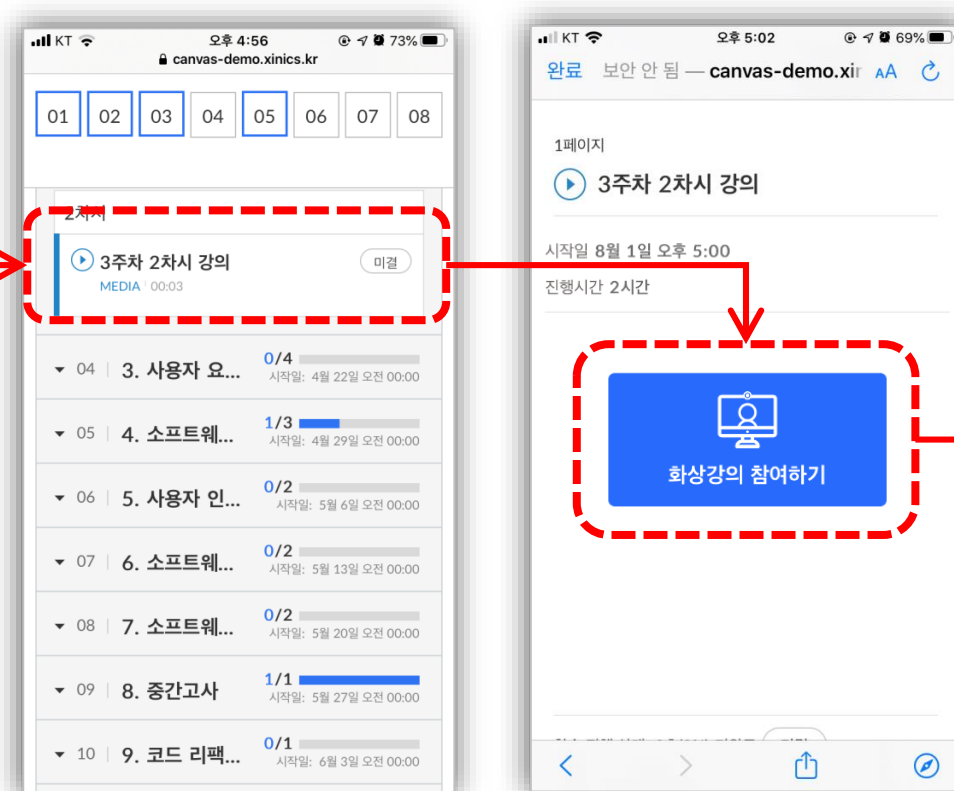 KT 오후 4:56 73%
canvas-demo.xinics.kr
01 02 03 04 05 06 07 08
2차시
3주차 2차시 강의 미결
MEDIA 00:03
04 3. 사용자 요... 0/4
시작일: 4월 22일 오전 00:00
05 4. 소프트웨... 1/3
시작일: 4월 29일 오전 00:00
06 5. 사용자 인... 0/2
시작일: 5월 6일 오전 00:00
07 6. 소프트웨... 0/2
시작일: 5월 13일 오전 00:00
08 7. 소프트웨... 0/2
시작일: 5월 20일 오전 00:00
09 8. 중간고사 1/1
시작일: 5월 27일 오전 00:00
10 9. 코드 리팩... 0/1
시작일: 6월 3일 오전 00:00
KT 오후 5:02 69%
완료 보안 안 됨 — canvas-demo.xir AA
1페이지
3주차 2차시 강의
시작일 8월 1일 오후 5:00
진행시간 2시간
화상강의 참여하기